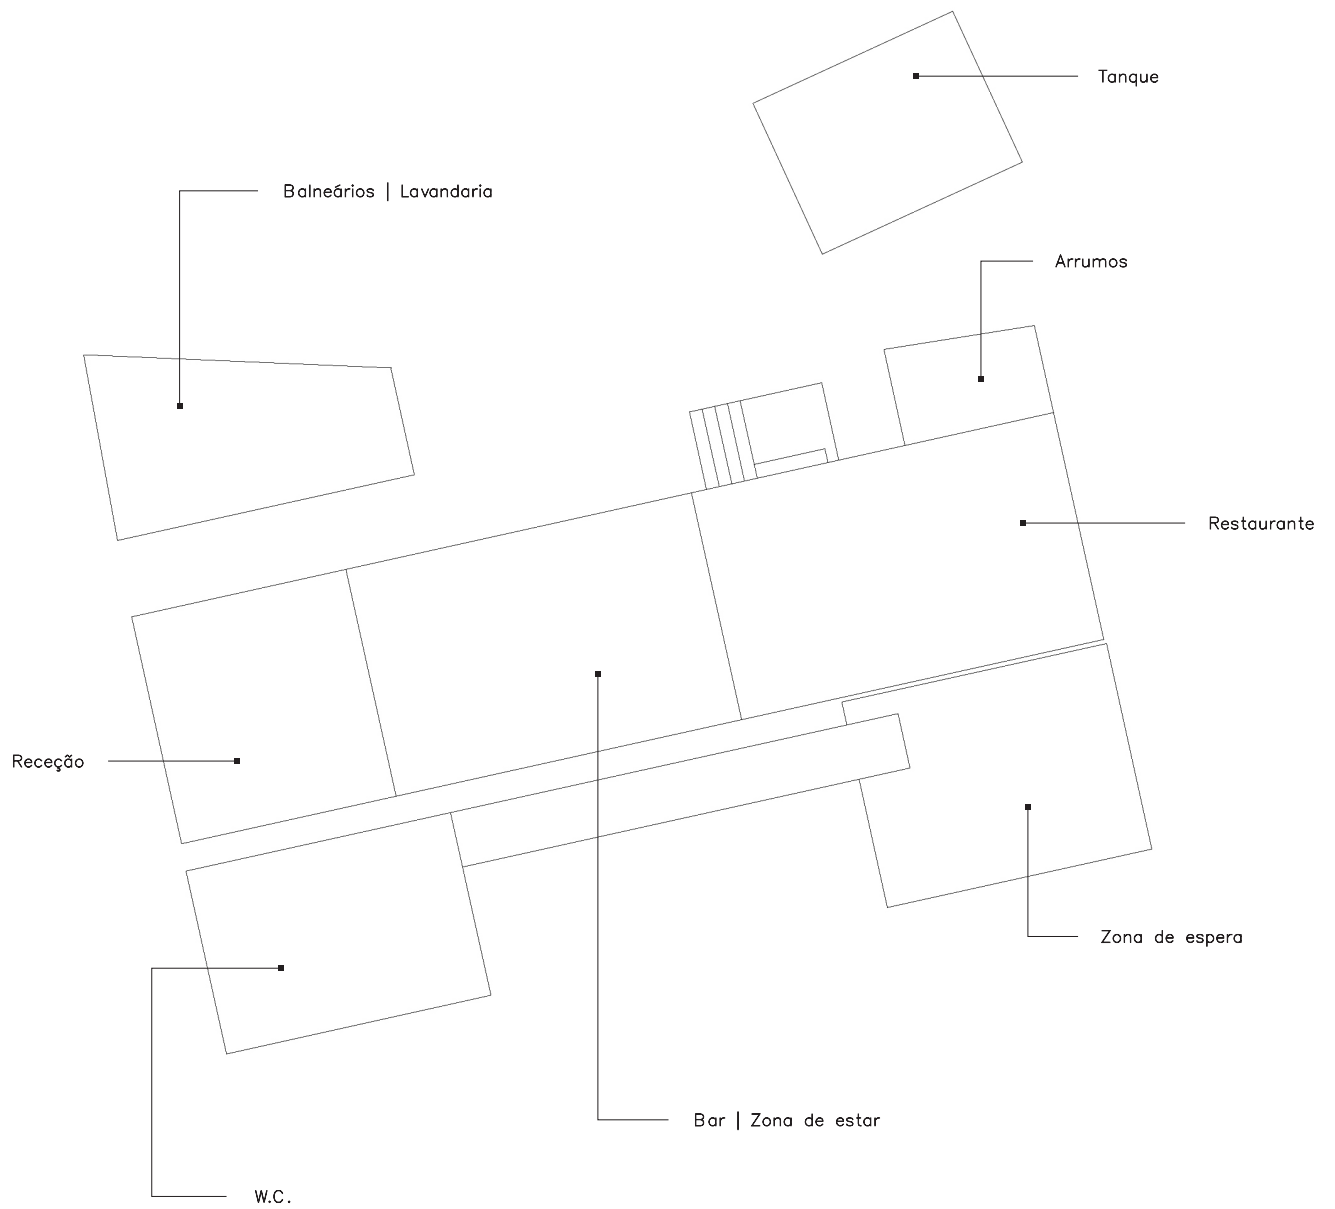 Tanque
Balneários | Lavandaria
Arrumos
Restaurante
Receção
Zona de espera
Bar | Zona de estar
W.C.